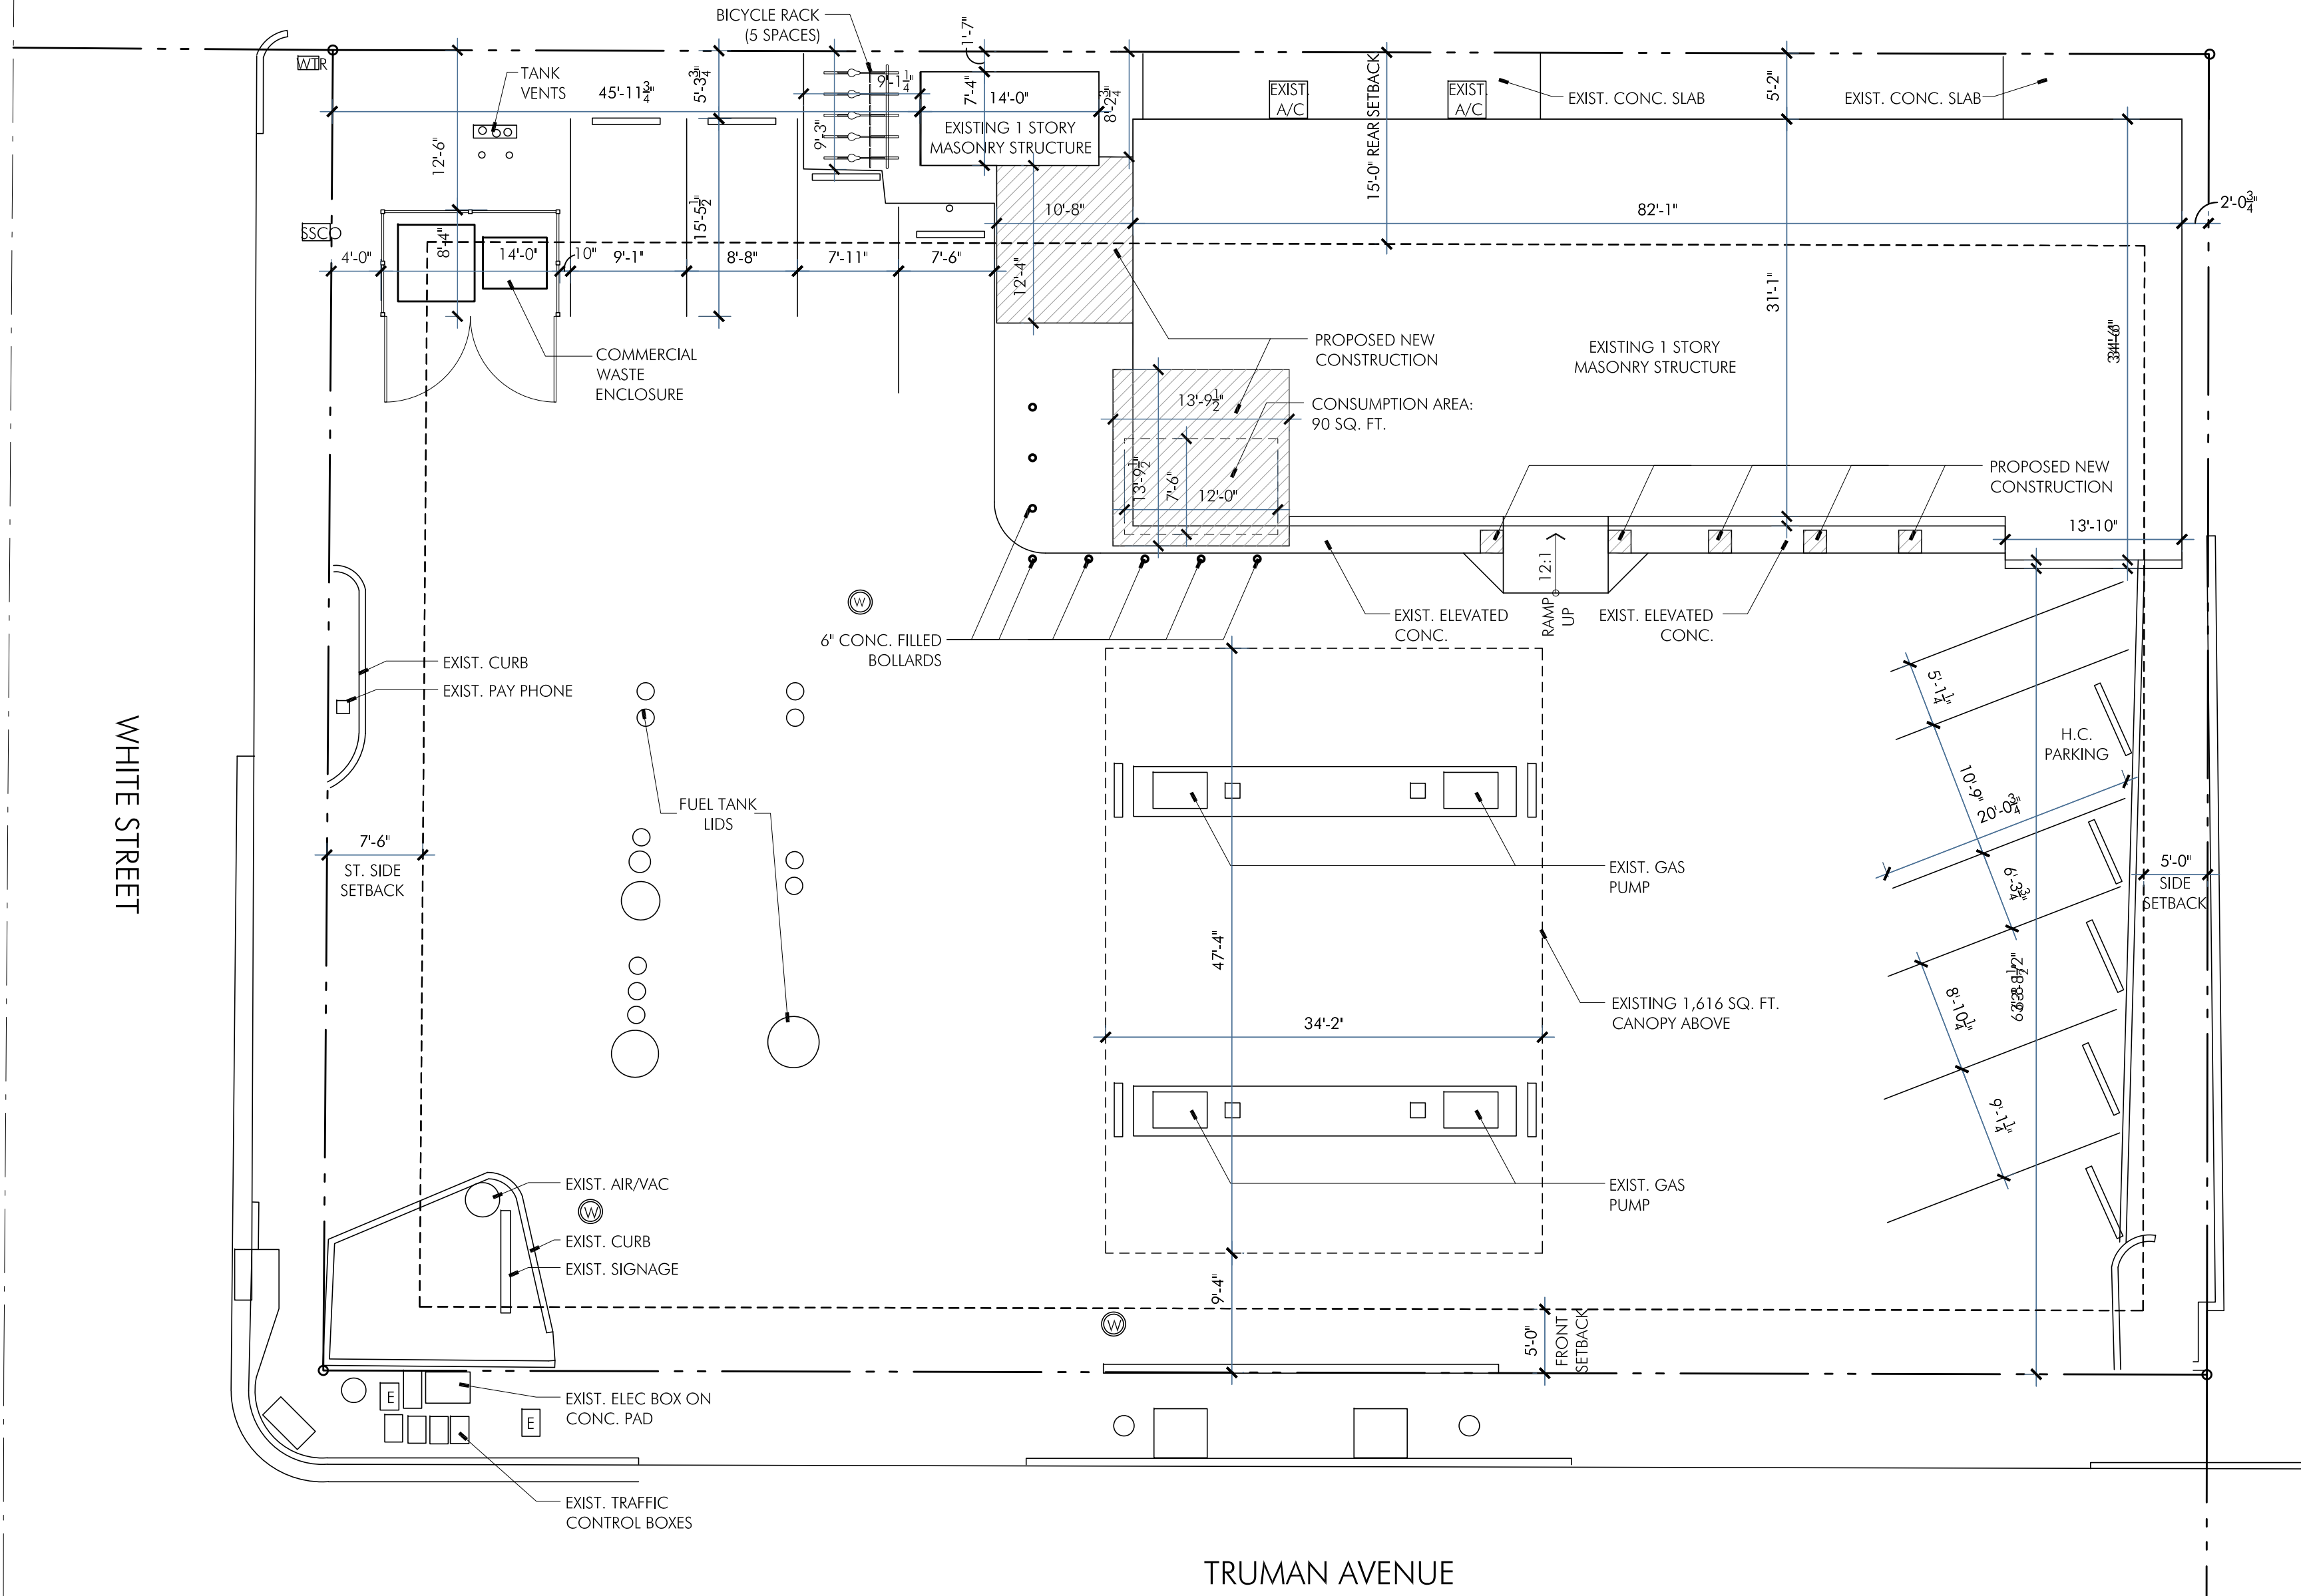 BICYCLE RACK
(5 SPACES)
1'-7"
WTR
TANK
VENTS
45'-11 3/4"
5'-3 3/4"
9'-1 1/4"
7'-4"
14'-0"
8'-2 3/4"
EXISTING 1 STORY
MASONRY STRUCTURE
9'-3"
12'-6"
15'-0" REAR SETBACK
EXIST.
A/C
EXIST.
A/C
EXIST. CONC. SLAB
5'-2"
EXIST. CONC. SLAB
SSCO
4'-0"
8'-4"
14'-0"
10"
9'-1"
15'-5 1/2"
8'-8"
7'-11"
7'-6"
10'-8"
12'-4"
82'-1"
2'-0 3/4"
31'-1"
COMMERCIAL
WASTE
ENCLOSURE
PROPOSED NEW
CONSTRUCTION
EXISTING 1 STORY
MASONRY STRUCTURE
13'-9 1/2"
CONSUMPTION AREA:
90 SQ. FT.
13'-9 1/2"
7'-6"
12'-0"
PROPOSED NEW
CONSTRUCTION
13'-10"
W
6" CONC. FILLED
BOLLARDS
EXIST. ELEVATED
CONC.
12:1
RAMP
UP
EXIST. ELEVATED
CONC.
EXIST. CURB
EXIST. PAY PHONE
WHITE STREET
5'-1 1/4"
H.C.
PARKING
10'-9"
20'-0 3/4"
FUEL TANK
LIDS
7'-6"
ST. SIDE
SETBACK
EXIST. GAS
PUMP
6'-3 3/4"
5'-0"
SIDE
SETBACK
47'-4"
34'-2"
EXISTING 1,616 SQ. FT.
CANOPY ABOVE
8'-10 1/4"
9'-1 1/4"
EXIST. AIR/VAC
W
EXIST. CURB
EXIST. SIGNAGE
EXIST. GAS
PUMP
9'-4"
W
5'-0"
FRONT
SETBACK
E
EXIST. ELEC BOX ON
CONC. PAD
E
EXIST. TRAFFIC
CONTROL BOXES
TRUMAN AVENUE